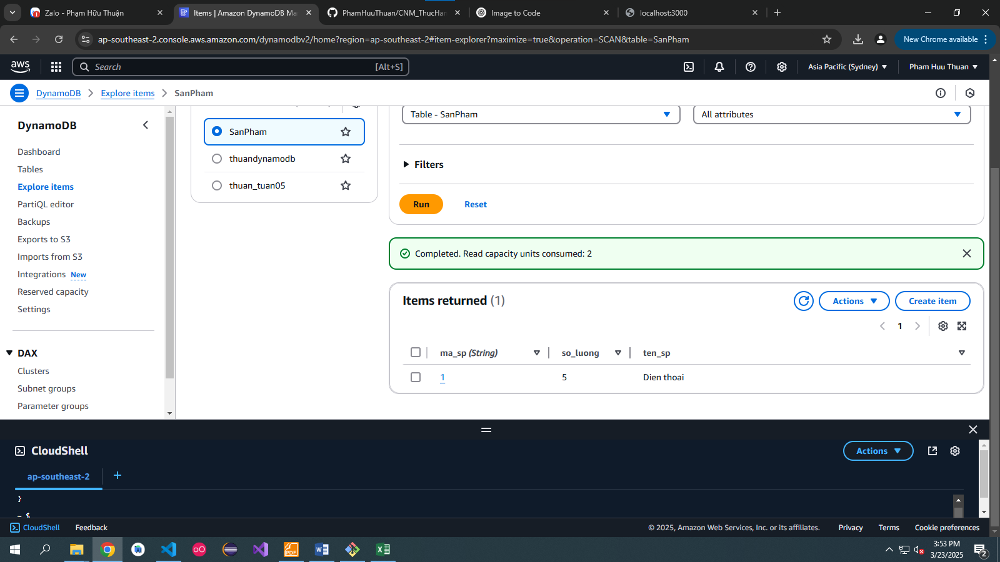 Zalo - Phạm Hữu Thuận
Items | Amazon DynamoDB Ma
PhamHuuThuan/CNM_ThucHan
Image to Code
localhost:3000
ap-southeast-2.console.aws.amazon.com/dynamodbv2/home?region=ap-southeast-2#item-explorer?maximize=true&operation=SCAN&table=SanPham
New Chrome available
aws
Search
[Alt+S]
Asia Pacific (Sydney)
Pham Huu Thuan
DynamoDB
Explore items
SanPham
DynamoDB
Dashboard
Tables
Explore items
PartiQL editor
Backups
Exports to S3
Imports from S3
Integrations New
Reserved capacity
Settings
DAX
Clusters
Subnet groups
Parameter groups
SanPham
thuandynamodb
thuan_tuan05
Table - SanPham
All attributes
Filters
Run
Reset
Completed. Read capacity units consumed: 2
Items returned (1)
Actions
Create item
1
ma_sp (String)
so_luong
ten_sp
1
5
Dien thoai
CloudShell
Actions
ap-southeast-2
}
~ $
CloudShell
Feedback
© 2025, Amazon Web Services, Inc. or its affiliates.
Privacy
Terms
Cookie preferences
3:53 PM
3/23/2025
2